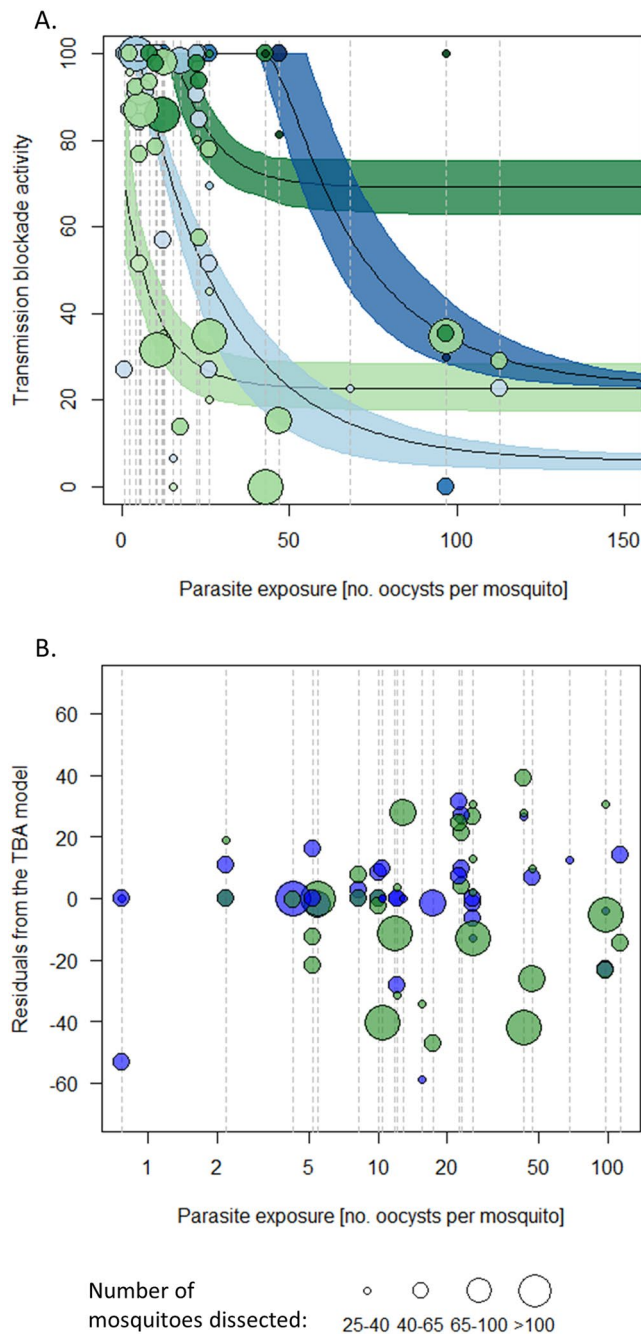 A.
100
80
60
40
20
0
Transmission blockade activity
0 50 100 150
Parasite exposure [no. oocysts per mosquito]
B.
60
40
20
0
-20
-40
-60
Residuals from the TBA model
1 2 5 10 20 50 100
Parasite exposure [no. oocysts per mosquito]
Number of
mosquitoes dissected:
25-40 40-65 65-100 >100